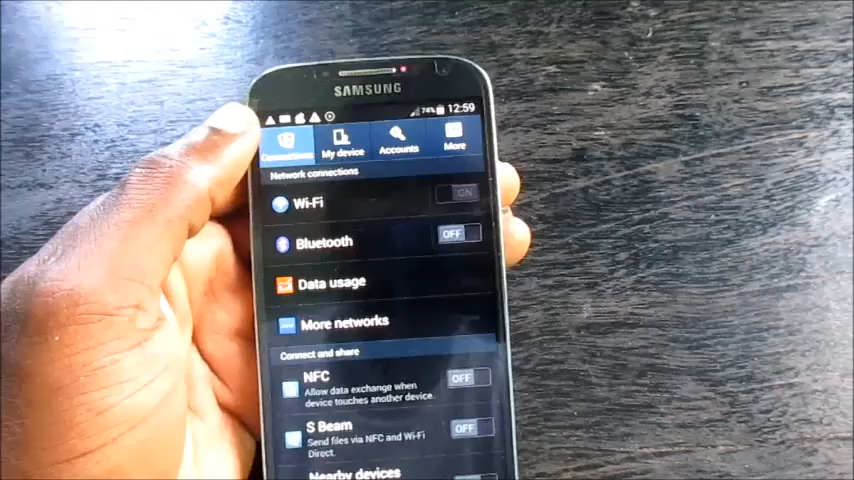 SAMSUNG
74% 12:59
Connections My device Accounts More
Network connections
Wi-Fi ON
Bluetooth OFF
Data usage
More networks
Connect and share
NFC OFF
Allow data exchange when
device touches another device.
S Beam OFF
Send files via NFC and Wi-Fi
Direct.
Nearby devices OFF